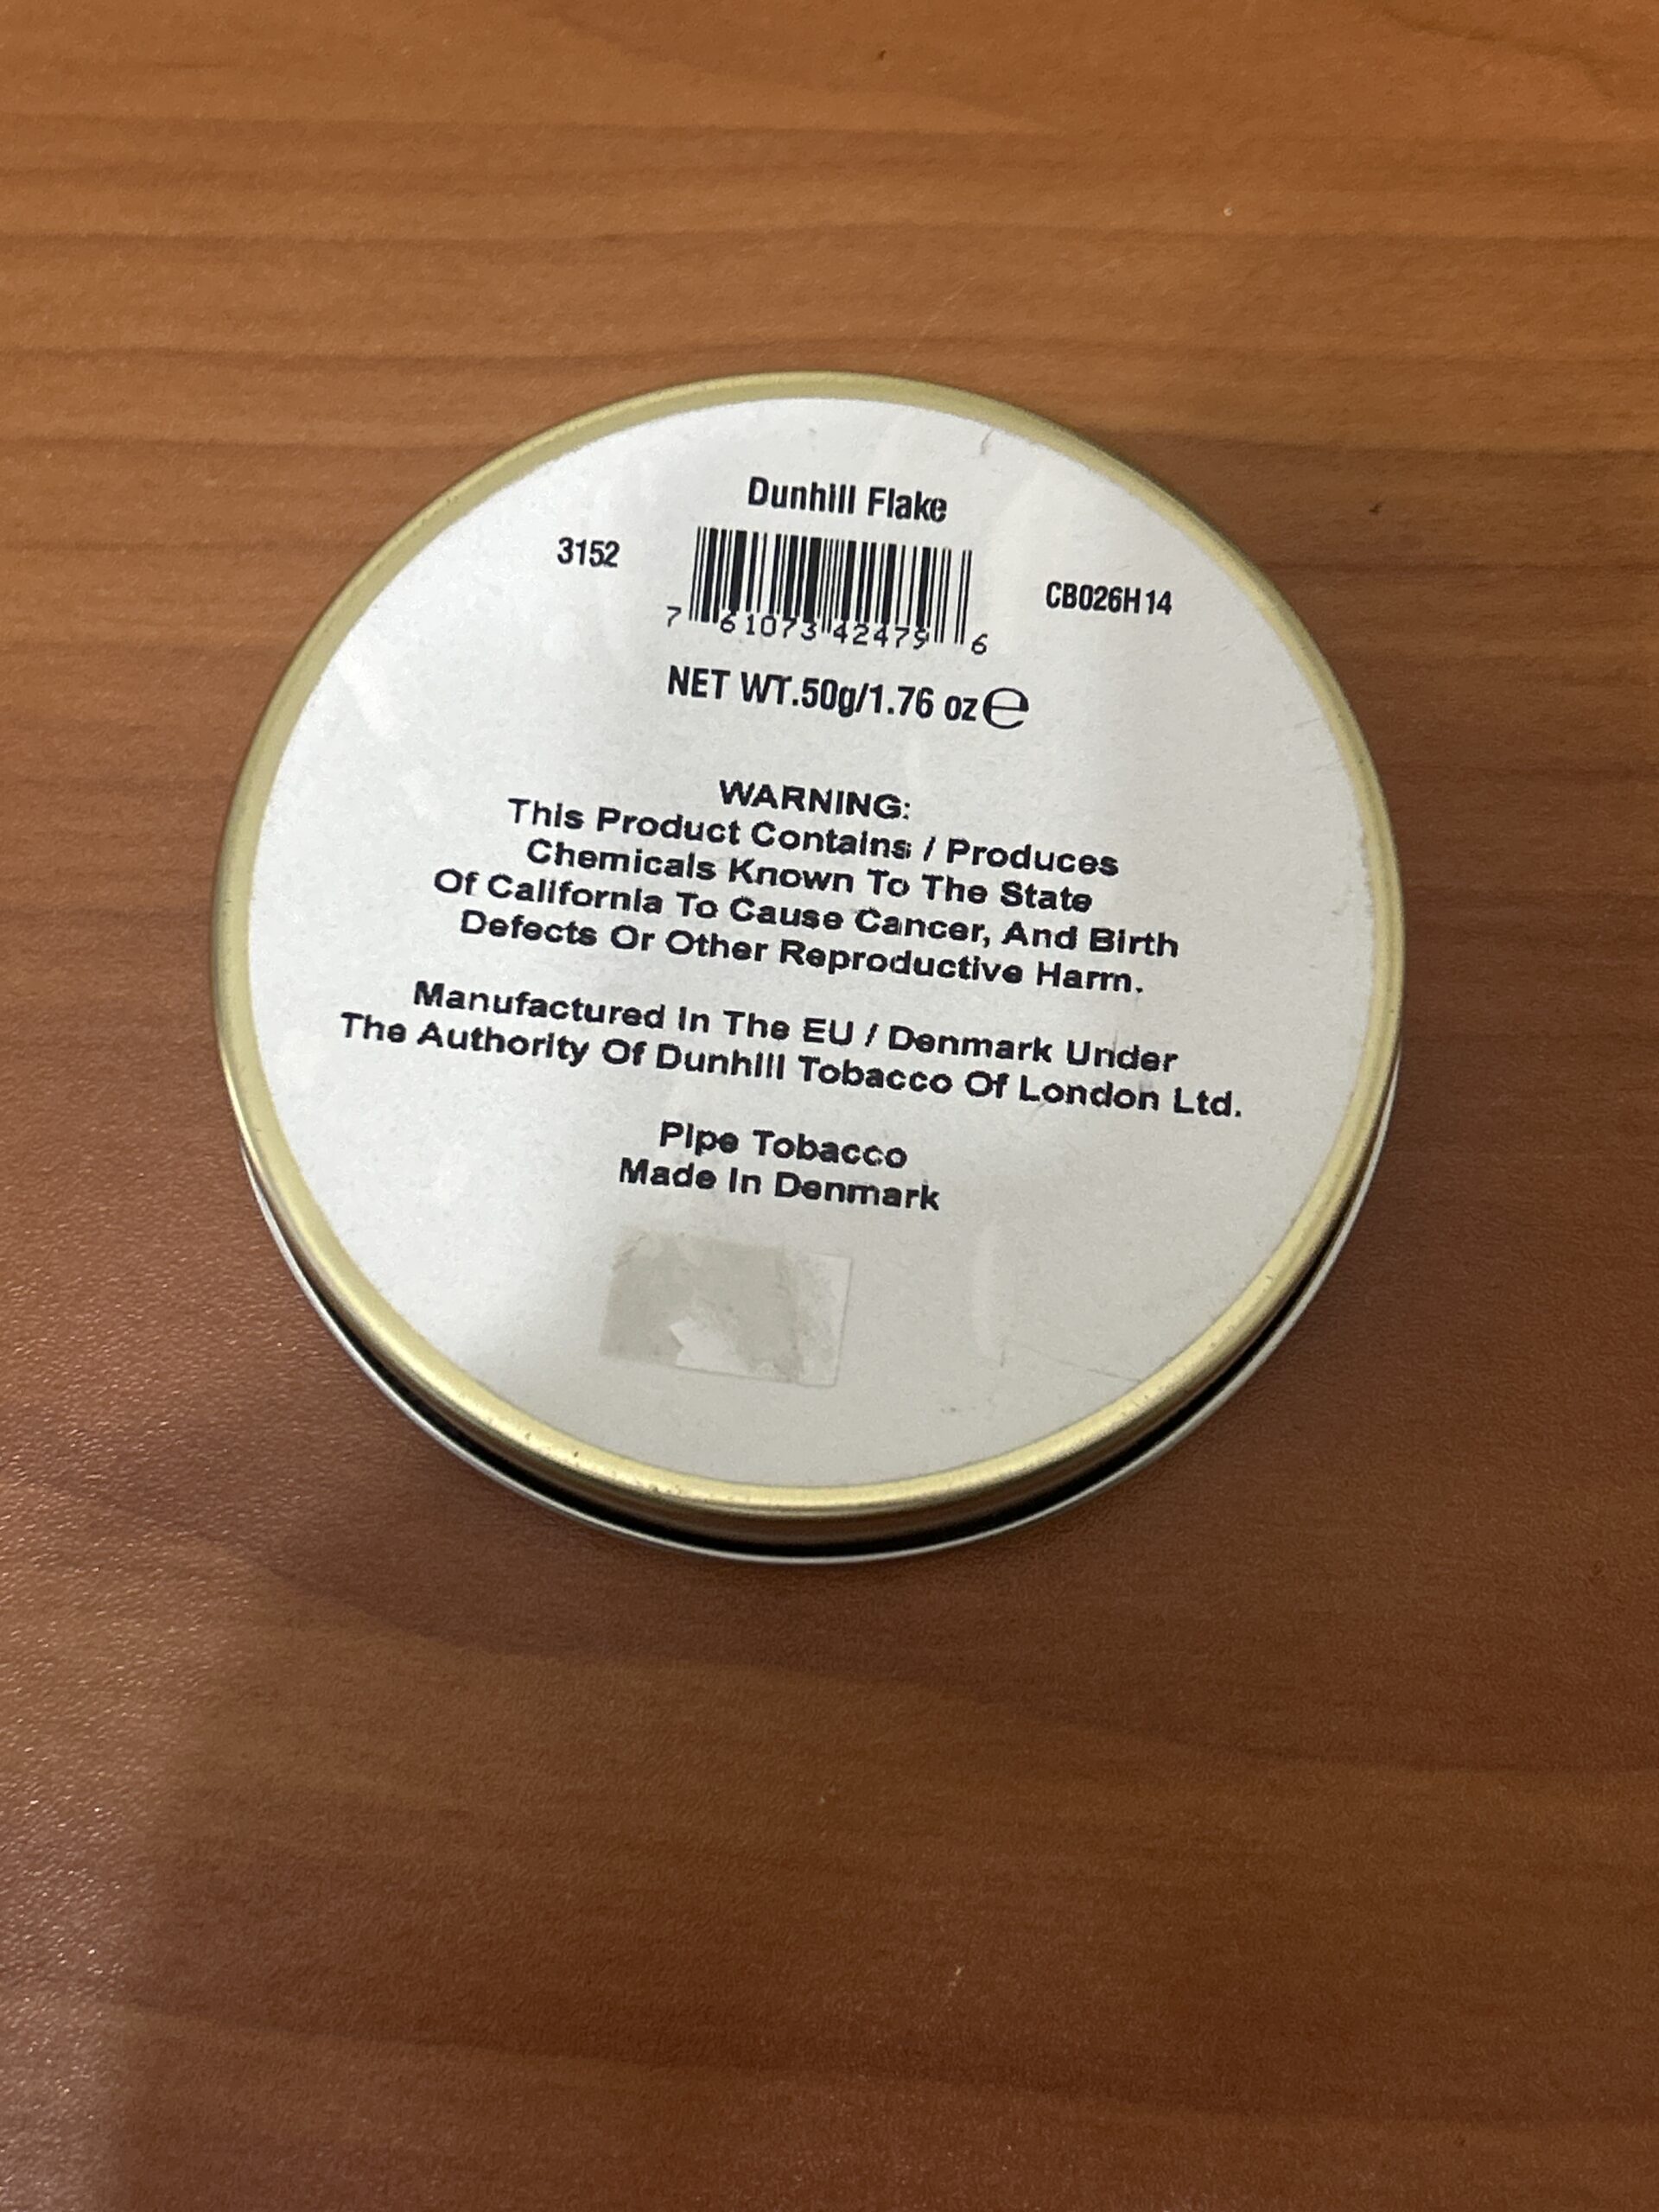 Dunhill Flake
3152
CB026H14
7 61073 42479 6
NET WT.50g/1.76 oz ℮
WARNING:
This Product Contains / Produces
Chemicals Known To The State
Of California To Cause Cancer, And Birth
Defects Or Other Reproductive Harm.
Manufactured In The EU / Denmark Under
The Authority Of Dunhill Tobacco Of London Ltd.
Pipe Tobacco
Made In Denmark